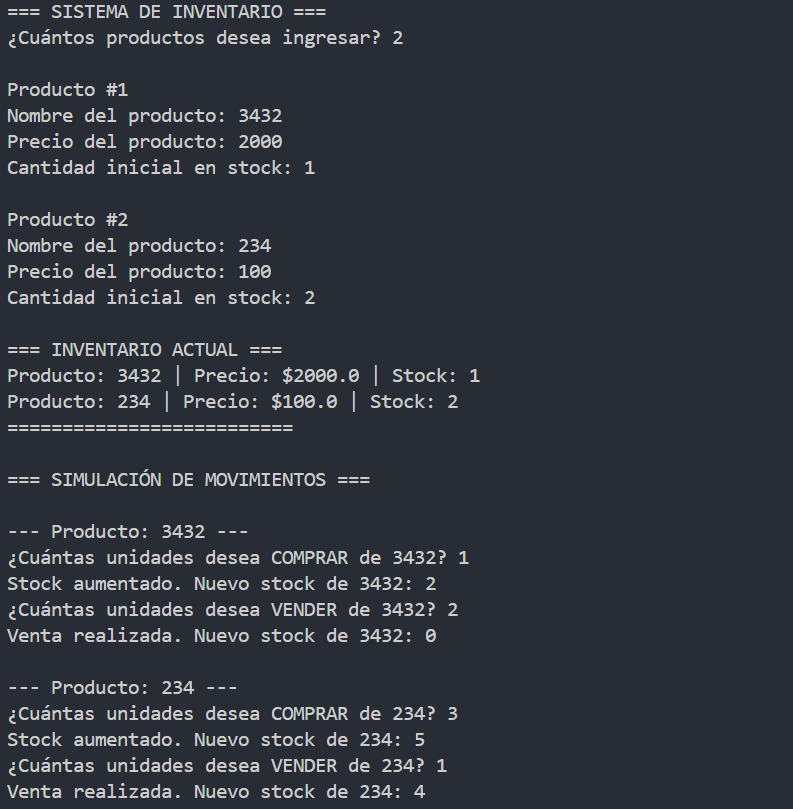 === SISTEMA DE INVENTARIO ===
¿Cuántos productos desea ingresar? 2
Producto #1
Nombre del producto: 3432
Precio del producto: 2000
Cantidad inicial en stock: 1
Producto #2
Nombre del producto: 234
Precio del producto: 100
Cantidad inicial en stock: 2
=== INVENTARIO ACTUAL ===
Producto: 3432 | Precio: $2000.0 | Stock: 1
Producto: 234 | Precio: $100.0 | Stock: 2
==========================
=== SIMULACIÓN DE MOVIMIENTOS ===
--- Producto: 3432 ---
¿Cuántas unidades desea COMPRAR de 3432? 1
Stock aumentado. Nuevo stock de 3432: 2
¿Cuántas unidades desea VENDER de 3432? 2
Venta realizada. Nuevo stock de 3432: 0
--- Producto: 234 ---
¿Cuántas unidades desea COMPRAR de 234? 3
Stock aumentado. Nuevo stock de 234: 5
¿Cuántas unidades desea VENDER de 234? 1
Venta realizada. Nuevo stock de 234: 4